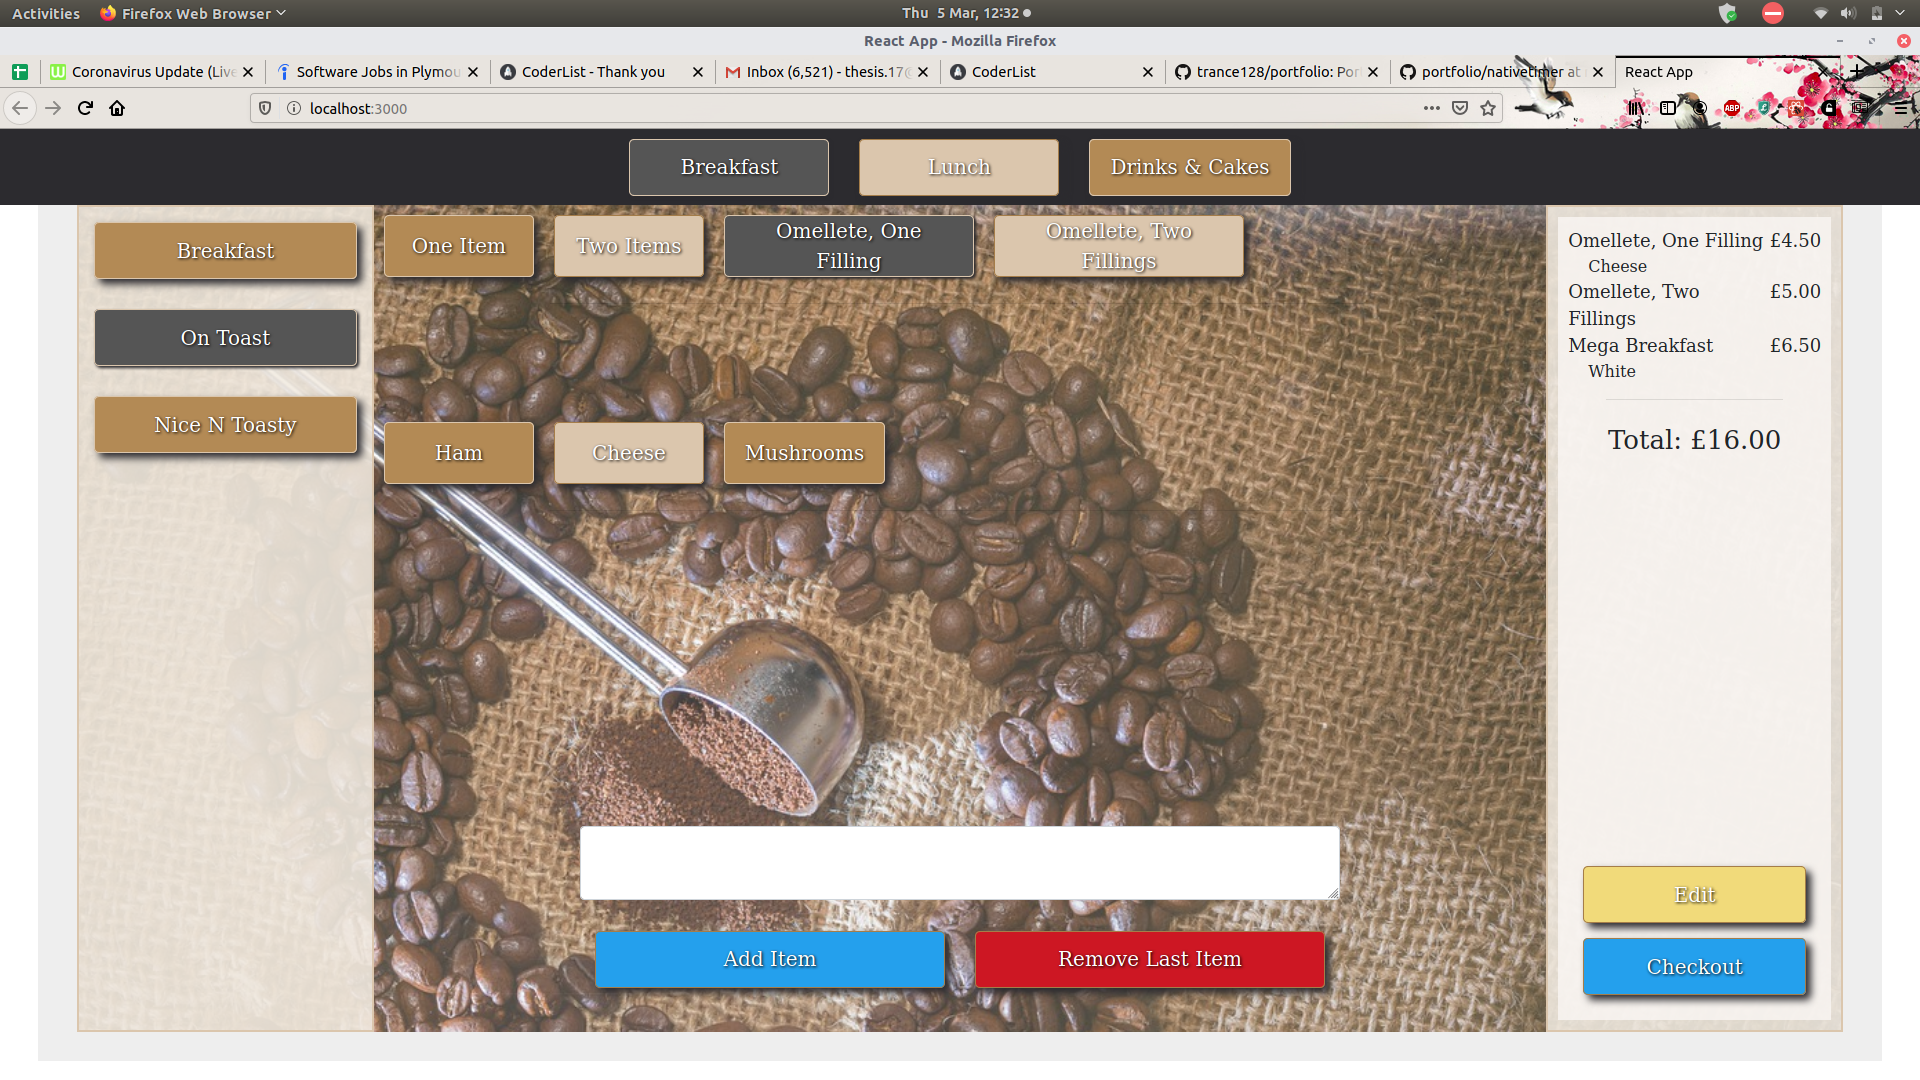 Activities Firefox Web Browser Thu 5 Mar, 12:32
React App - Mozilla Firefox
Coronavirus Update (Live Software Jobs in Plymou CoderList - Thank you Inbox (6,521) - thesis.17@ CoderList trance128/portfolio: Por portfolio/nativetimer at React App
localhost:3000 ABP
Breakfast Lunch Drinks & Cakes
Breakfast
On Toast
Nice N Toasty
One Item Two Items Omellete, One
Filling Omellete, Two
Fillings
Ham Cheese Mushrooms
Add Item Remove Last Item
Omellete, One Filling £4.50
Cheese
Omellete, Two £5.00
Fillings
Mega Breakfast £6.50
White
Total: £16.00
Edit
Checkout